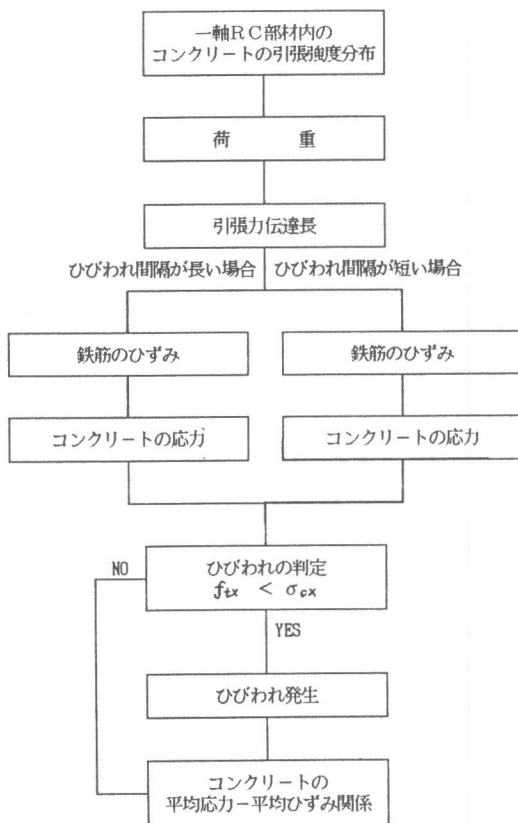 一軸RC部材内の
コンクリートの引張強度分布
荷　　　重
引張力伝達長
ひびわれ間隔が長い場合　ひびわれ間隔が短い場合
鉄筋のひずみ　鉄筋のひずみ
コンクリートの応力　コンクリートの応力
ひびわれの判定
NO　f_tx < σ_cx
YES
ひびわれ発生
コンクリートの
平均応力－平均ひずみ関係